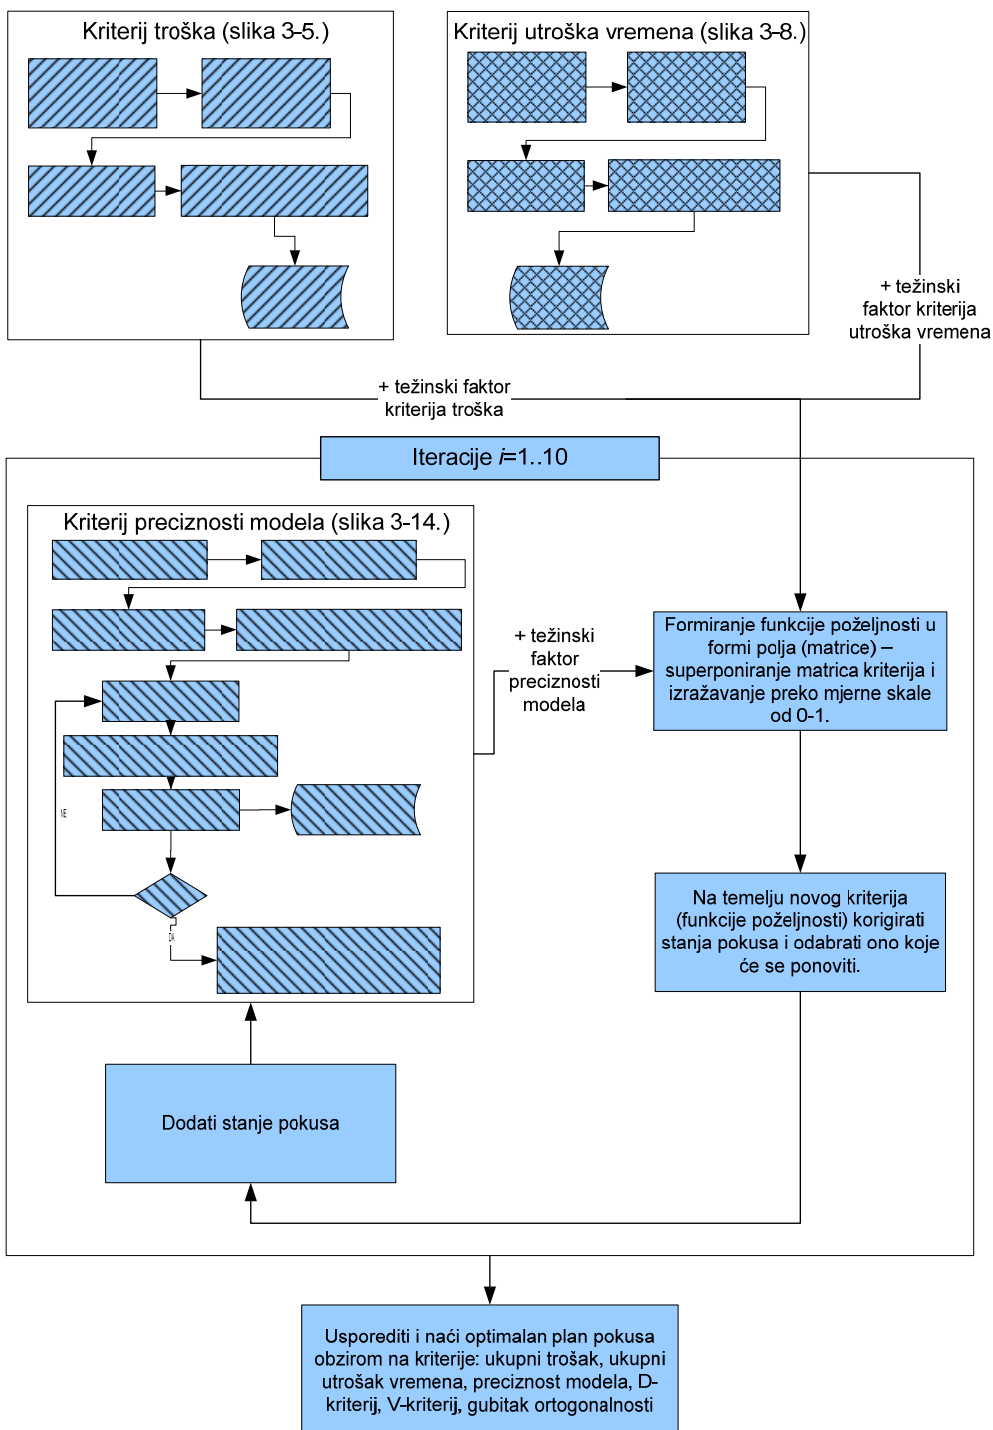 Kriterij troška (slika 3-5.)
Kriterij utroška vremena (slika 3-8.)
+ težinski
faktor kriterija
utroška vremena
+ težinski faktor
kriterija troška
Iteracije i=1..10
Kriterij preciznosti modela (slika 3-14.)
NE
DA
+ težinski
faktor
preciznosti
modela
Formiranje funkcije poželjnosti u
formi polja (matrice) –
superponiranje matrica kriterija i
izražavanje preko mjerne skale
od 0-1.
Na temelju novog kriterija
(funkcije poželjnosti) korigirati
stanja pokusa i odabrati ono koje
će se ponoviti.
Dodati stanje pokusa
Usporediti i naći optimalan plan pokusa
obzirom na kriterije: ukupni trošak, ukupni
utrošak vremena, preciznost modela, D-
kriterij, V-kriterij, gubitak ortogonalnosti